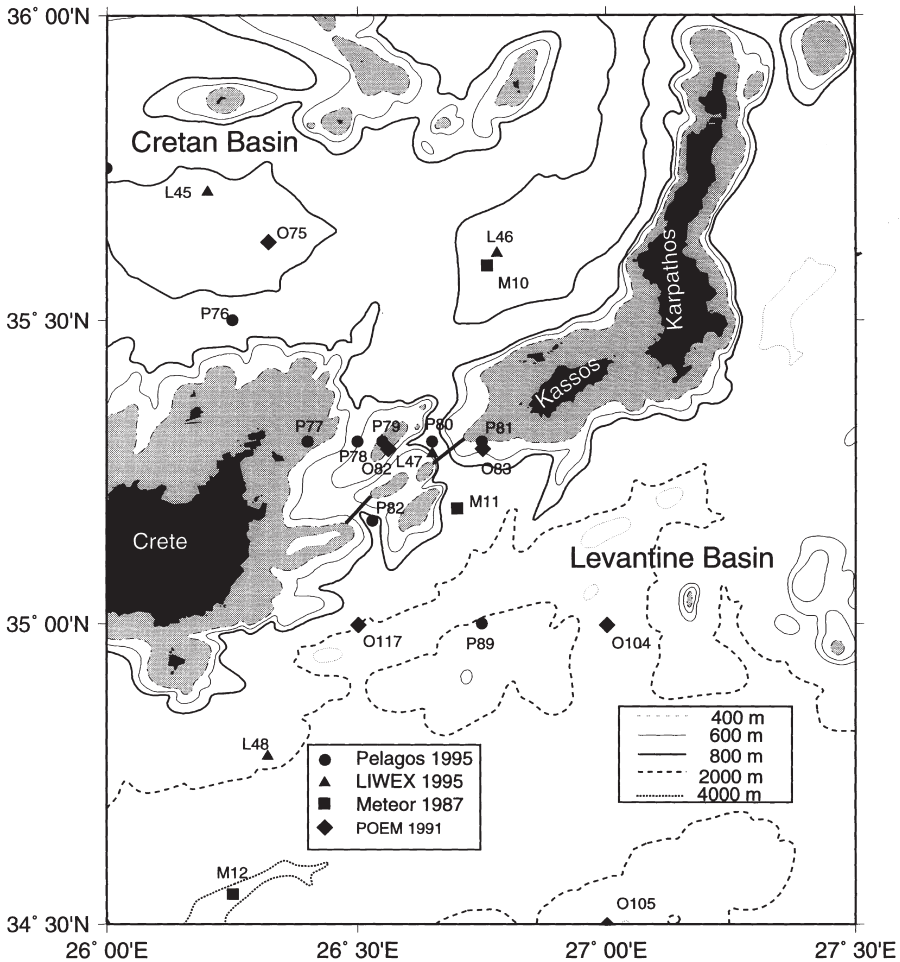 36° 00'N
Cretan Basin
L45
O75
L46
M10
Karpathos
P76
35° 30'N
Kassos
P77
P79
P80
P81
P78
O82
L47
O83
P82
M11
Crete
Levantine Basin
35° 00'N
O117
P89
O104
L48
400 m
600 m
800 m
2000 m
4000 m
Pelagos 1995
LIWEX 1995
Meteor 1987
POEM 1991
M12
O105
34° 30'N
26° 00'E
26° 30'E
27° 00'E
27° 30'E